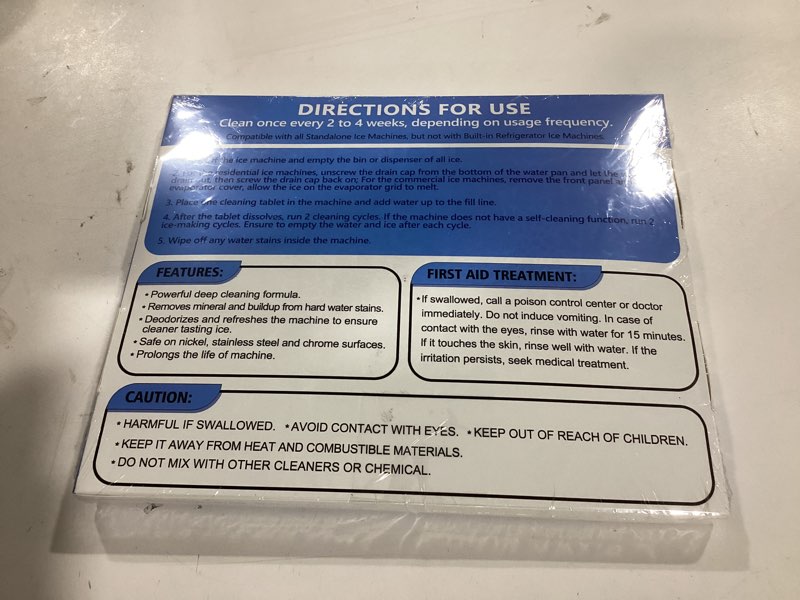 DIRECTIONS FOR USE
Clean once every 2 to 4 weeks, depending on usage frequency.
Compatible with all Standalone Ice Machines, but not with Built-in Refrigerator Ice Machines.
the ice machine and empty the bin or dispenser of all ice.
residential ice machines, unscrew the drain cap from the bottom of the water pan and let the
drain out, then screw the drain cap back on; For the commercial ice machines, remove the front panel and
evaporator cover, allow the ice on the evaporator grid to melt.
3. Place one cleaning tablet in the machine and add water up to the fill line.
4. After the tablet dissolves, run 2 cleaning cycles. If the machine does not have a self-cleaning function, run 2
ice-making cycles. Ensure to empty the water and ice after each cycle.
5. Wipe off any water stains inside the machine.
FEATURES:
• Powerful deep cleaning formula.
• Removes mineral and buildup from hard water stains.
• Deodorizes and refreshes the machine to ensure
cleaner tasting ice.
• Safe on nickel, stainless steel and chrome surfaces.
• Prolongs the life of machine.
FIRST AID TREATMENT:
• If swallowed, call a poison control center or doctor
immediately. Do not induce vomiting. In case of
contact with the eyes, rinse with water for 15 minutes.
If it touches the skin, rinse well with water. If the
irritation persists, seek medical treatment.
CAUTION:
• HARMFUL IF SWALLOWED. • AVOID CONTACT WITH EYES. • KEEP OUT OF REACH OF CHILDREN.
• KEEP IT AWAY FROM HEAT AND COMBUSTIBLE MATERIALS.
• DO NOT MIX WITH OTHER CLEANERS OR CHEMICAL.